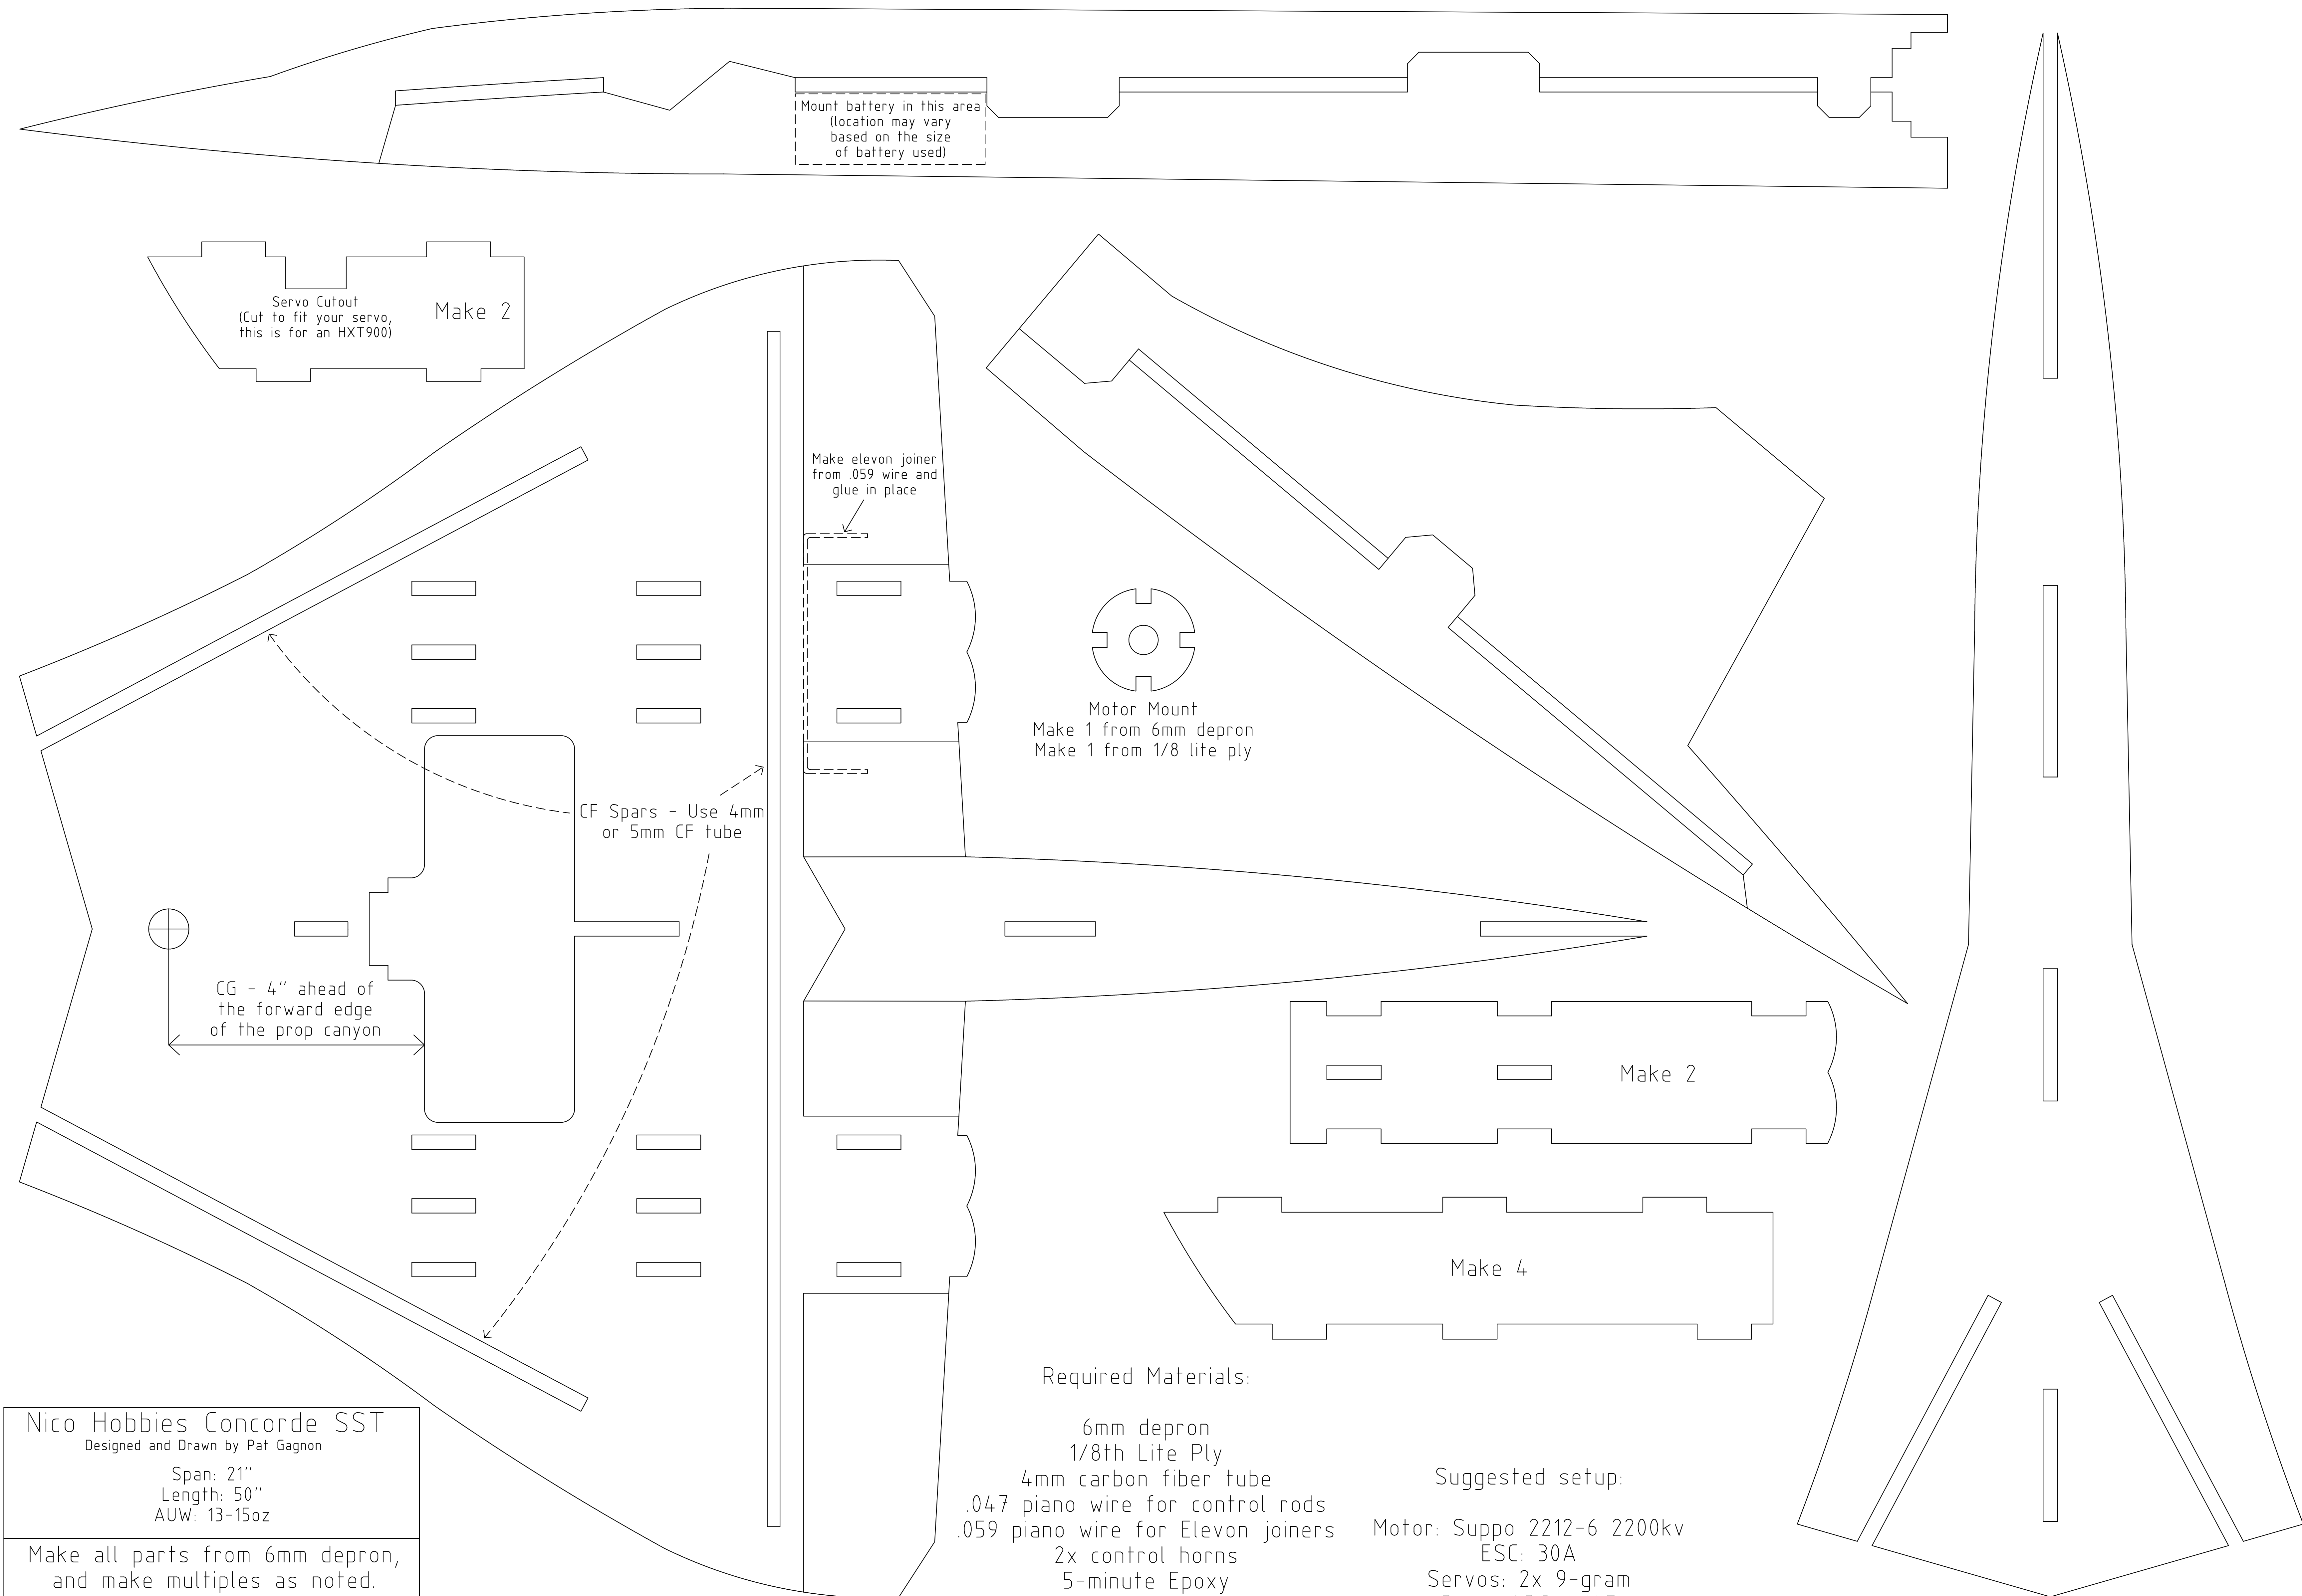 Mount battery in this area
(location may vary
based on the size
of battery used)
Servo Cutout
(Cut to fit your servo,
this is for an HXT900)
Make 2
Make elevon joiner
from .059 wire and
glue in place
Motor Mount
Make 1 from 6mm depron
Make 1 from 1/8 lite ply
CF Spars - Use 4mm
or 5mm CF tube
CG - 4" ahead of
the forward edge
of the prop canyon
Make 2
Make 4
Nico Hobbies Concorde SST
Designed and Drawn by Pat Gagnon
Span: 21"
Length: 50"
AUW: 13-15oz
Make all parts from 6mm depron,
and make multiples as noted.
Required Materials:
6mm depron
1/8th Lite Ply
4mm carbon fiber tube
.047 piano wire for control rods
.059 piano wire for Elevon joiners
2x control horns
5-minute Epoxy
Suggested setup:
Motor: Suppo 2212-6 2200kv
ESC: 30A
Servos: 2x 9-gram